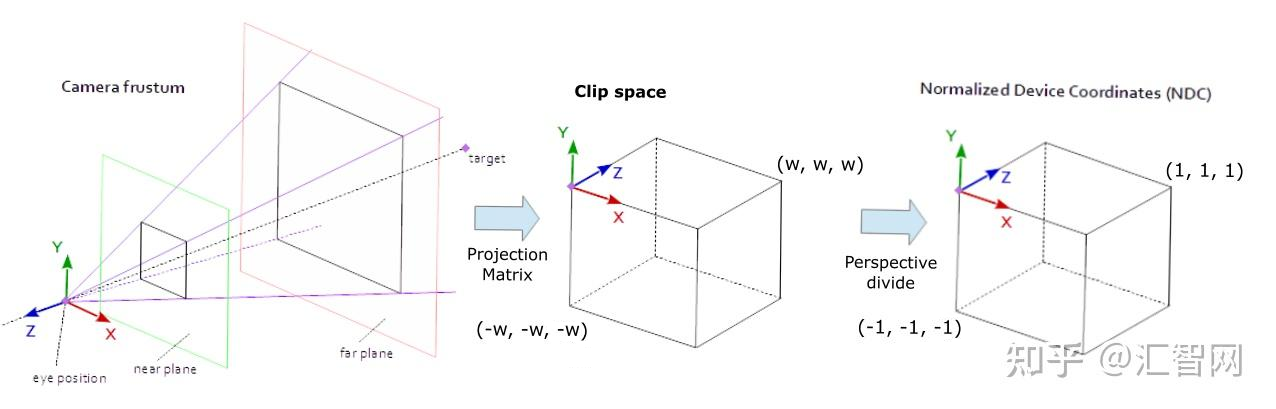 Camera frustum
target
Y
Z
X
eye position
near plane
far plane
Projection
Matrix
Clip space
Y
Z
X
(w, w, w)
(-w, -w, -w)
Perspective
divide
Normalized Device Coordinates (NDC)
Y
Z
X
(1, 1, 1)
(-1, -1, -1)
知乎 @汇智网